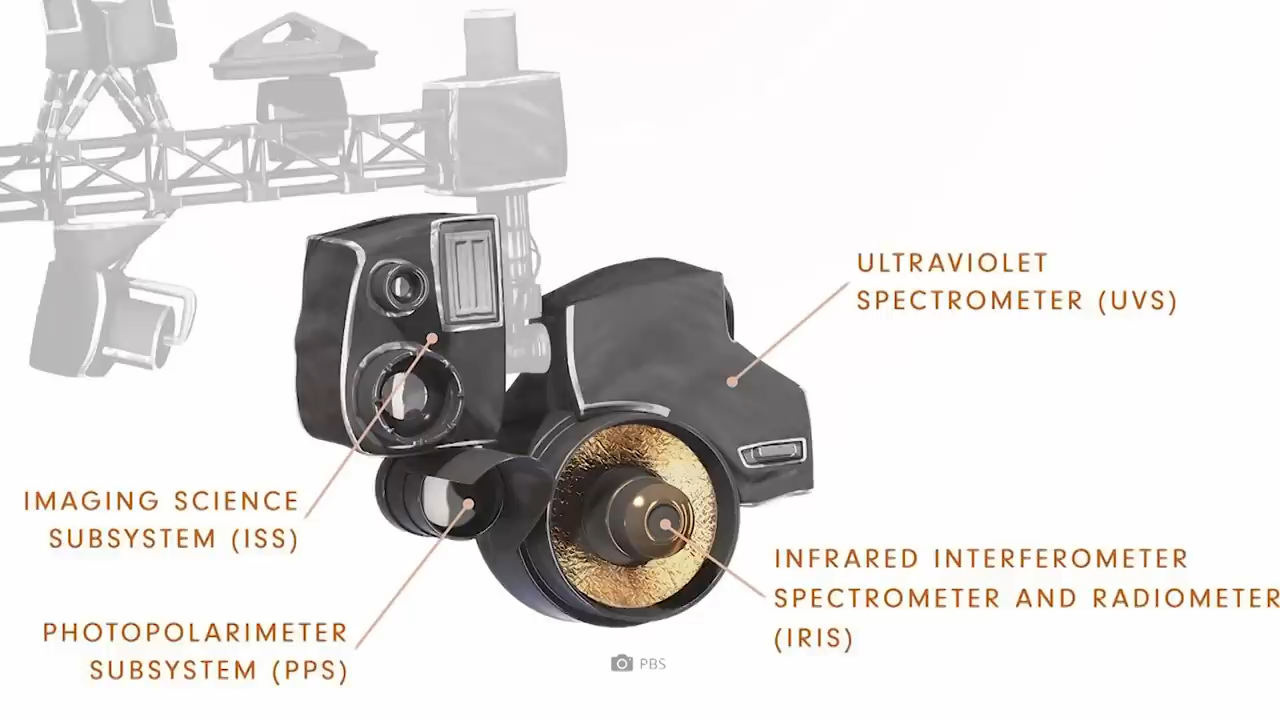 ULTRAVIOLET
SPECTROMETER (UVS)
IMAGING SCIENCE
SUBSYSTEM (ISS)
INFRARED INTERFEROMETER
SPECTROMETER AND RADIOMETER
(IRIS)
PHOTOPOLARIMETER
SUBSYSTEM (PPS)
PBS